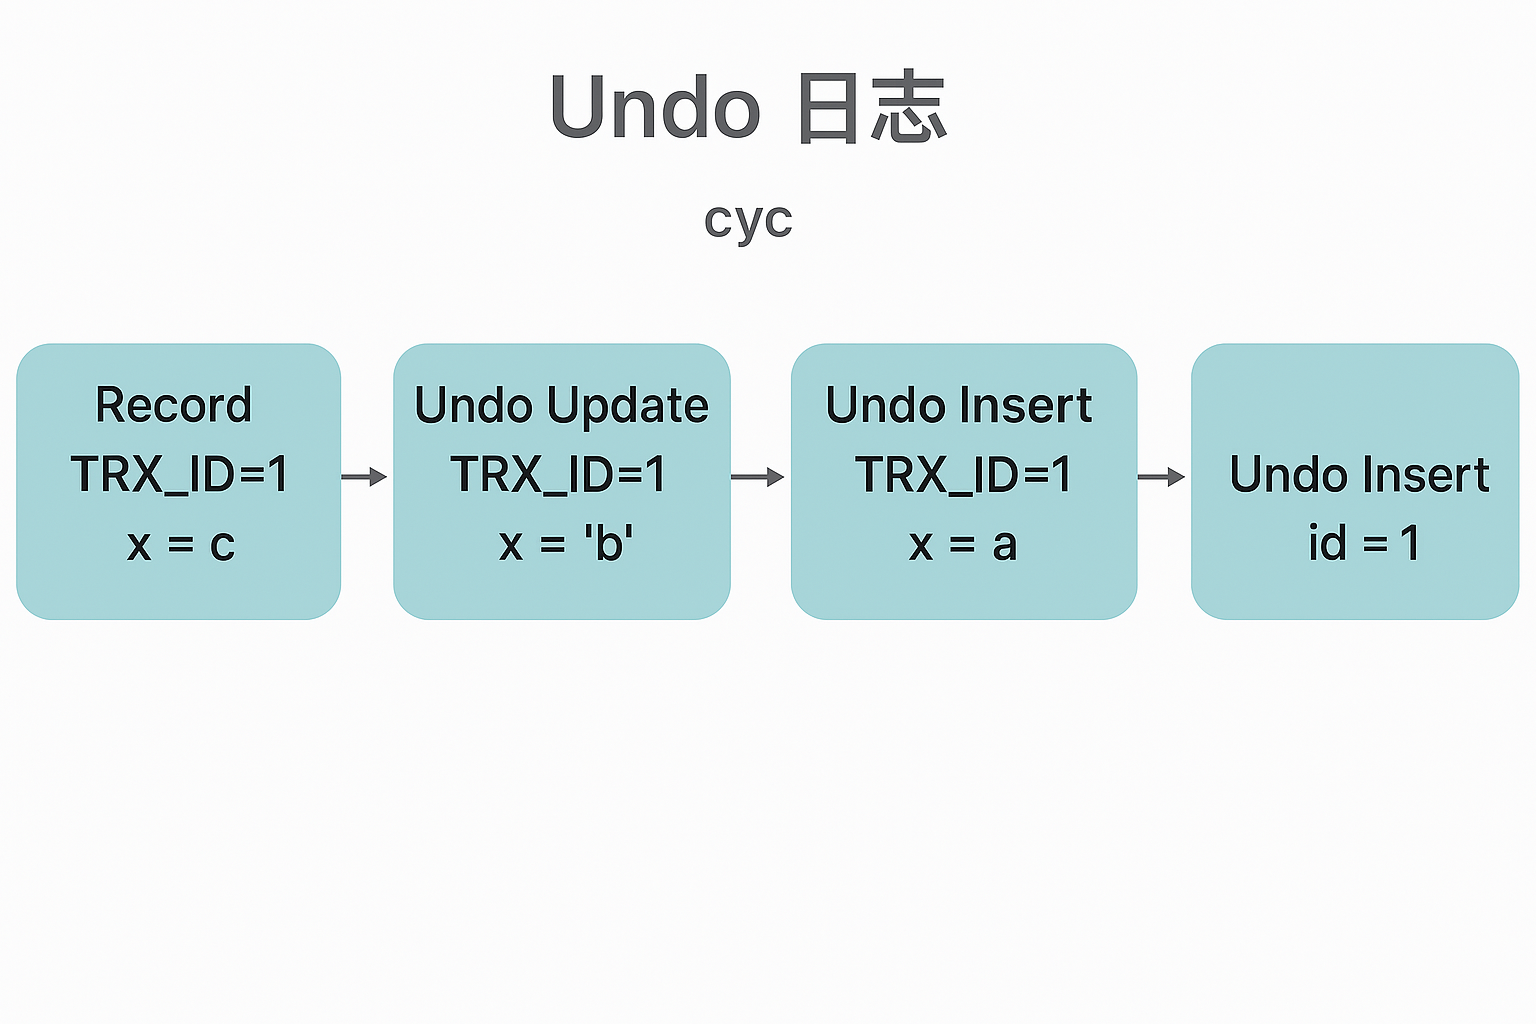 Undo 日志
cyc
Record
TRX_ID=1
x = c
Undo Update
TRX_ID=1
x = 'b'
Undo Insert
TRX_ID=1
x = a
Undo Insert
id = 1